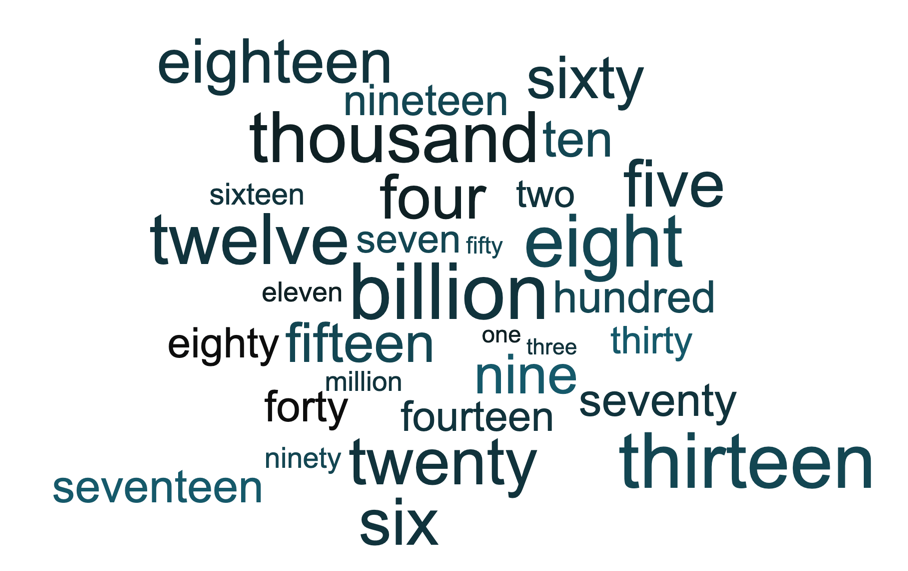 eighteen
sixty
nineteen
thousand ten
sixteen four two five
twelve seven fifty eight
eleven billion hundred
eighty fifteen one three thirty
million nine
forty fourteen seventy
ninety twenty thirteen
seventeen
six